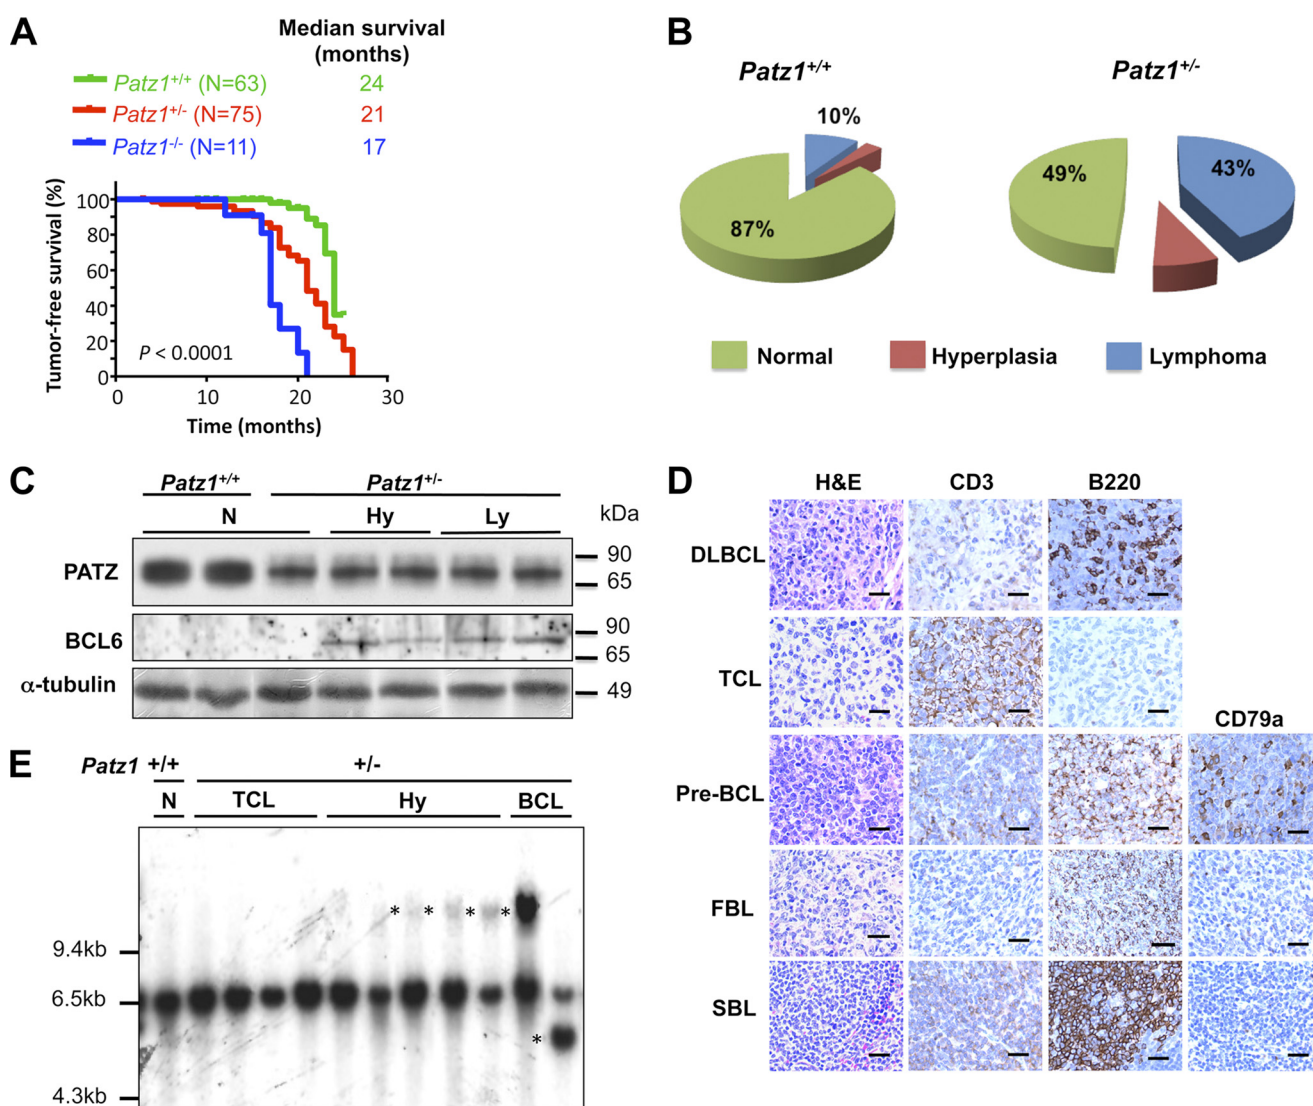 A
Median survival
(months)
Patz1+/+ (N=63) 24
Patz1+/- (N=75) 21
Patz1-/- (N=11) 17
Tumor-free survival (%)
100
80
60
40
20
0
P < 0.0001
0 10 20 30
Time (months)
B
Patz1+/+ Patz1+/-
10%
87%
49%
43%
Normal Hyperplasia Lymphoma
C
Patz1+/+ Patz1+/-
N Hy Ly kDa
PATZ 90
65
BCL6 90
65
α-tubulin 49
D
H&E CD3 B220
DLBCL
TCL
CD79a
Pre-BCL
FBL
SBL
E
Patz1 +/+ +/-
N TCL Hy BCL
* * * *
9.4kb
6.5kb
*
4.3kb